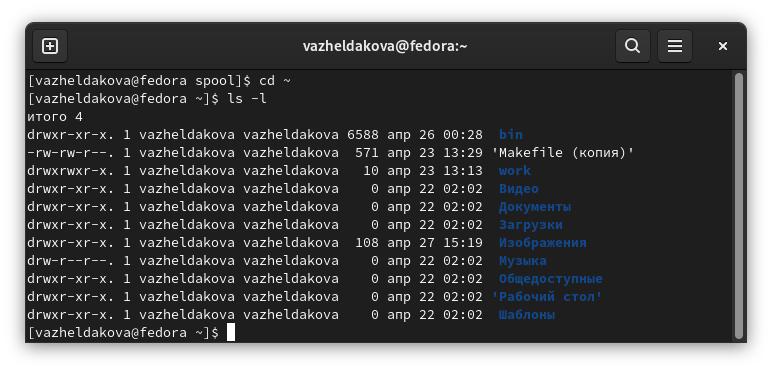 vazheldakova@fedora:~
[vazheldakova@fedora spool]$ cd ~
[vazheldakova@fedora ~]$ ls -l
итого 4
drwxr-xr-x. 1 vazheldakova vazheldakova 6588 апр 26 00:28  bin
-rw-rw-r--. 1 vazheldakova vazheldakova  571 апр 23 13:29 'Makefile (копия)'
drwxrwxr-x. 1 vazheldakova vazheldakova   10 апр 23 13:13  work
drwxr-xr-x. 1 vazheldakova vazheldakova    0 апр 22 02:02  Видео
drwxr-xr-x. 1 vazheldakova vazheldakova    0 апр 22 02:02  Документы
drwxr-xr-x. 1 vazheldakova vazheldakova    0 апр 22 02:02  Загрузки
drwxr-xr-x. 1 vazheldakova vazheldakova  108 апр 27 15:19  Изображения
drw-r--r--. 1 vazheldakova vazheldakova    0 апр 22 02:02  Музыка
drwxr-xr-x. 1 vazheldakova vazheldakova    0 апр 22 02:02  Общедоступные
drwxr-xr-x. 1 vazheldakova vazheldakova    0 апр 22 02:02 'Рабочий стол'
drwxr-xr-x. 1 vazheldakova vazheldakova    0 апр 22 02:02  Шаблоны
[vazheldakova@fedora ~]$